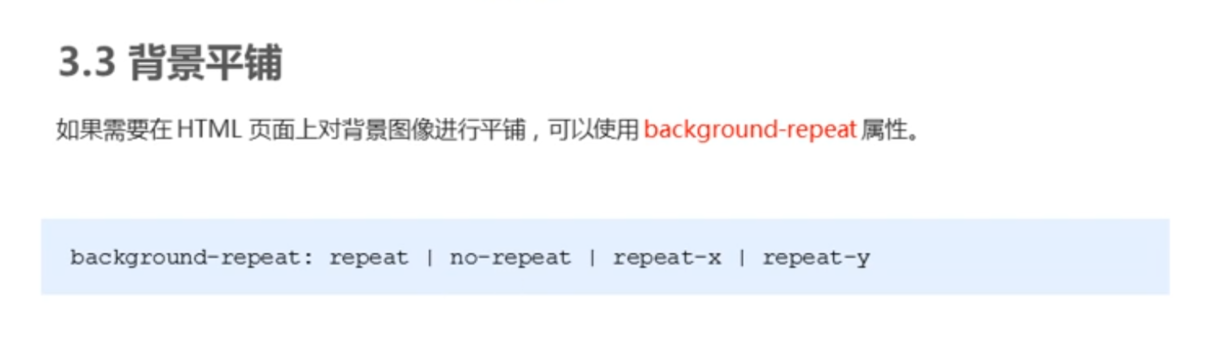 3.3 背景平铺
如果需要在 HTML 页面上对背景图像进行平铺，可以使用 background-repeat 属性。
background-repeat: repeat | no-repeat | repeat-x | repeat-y